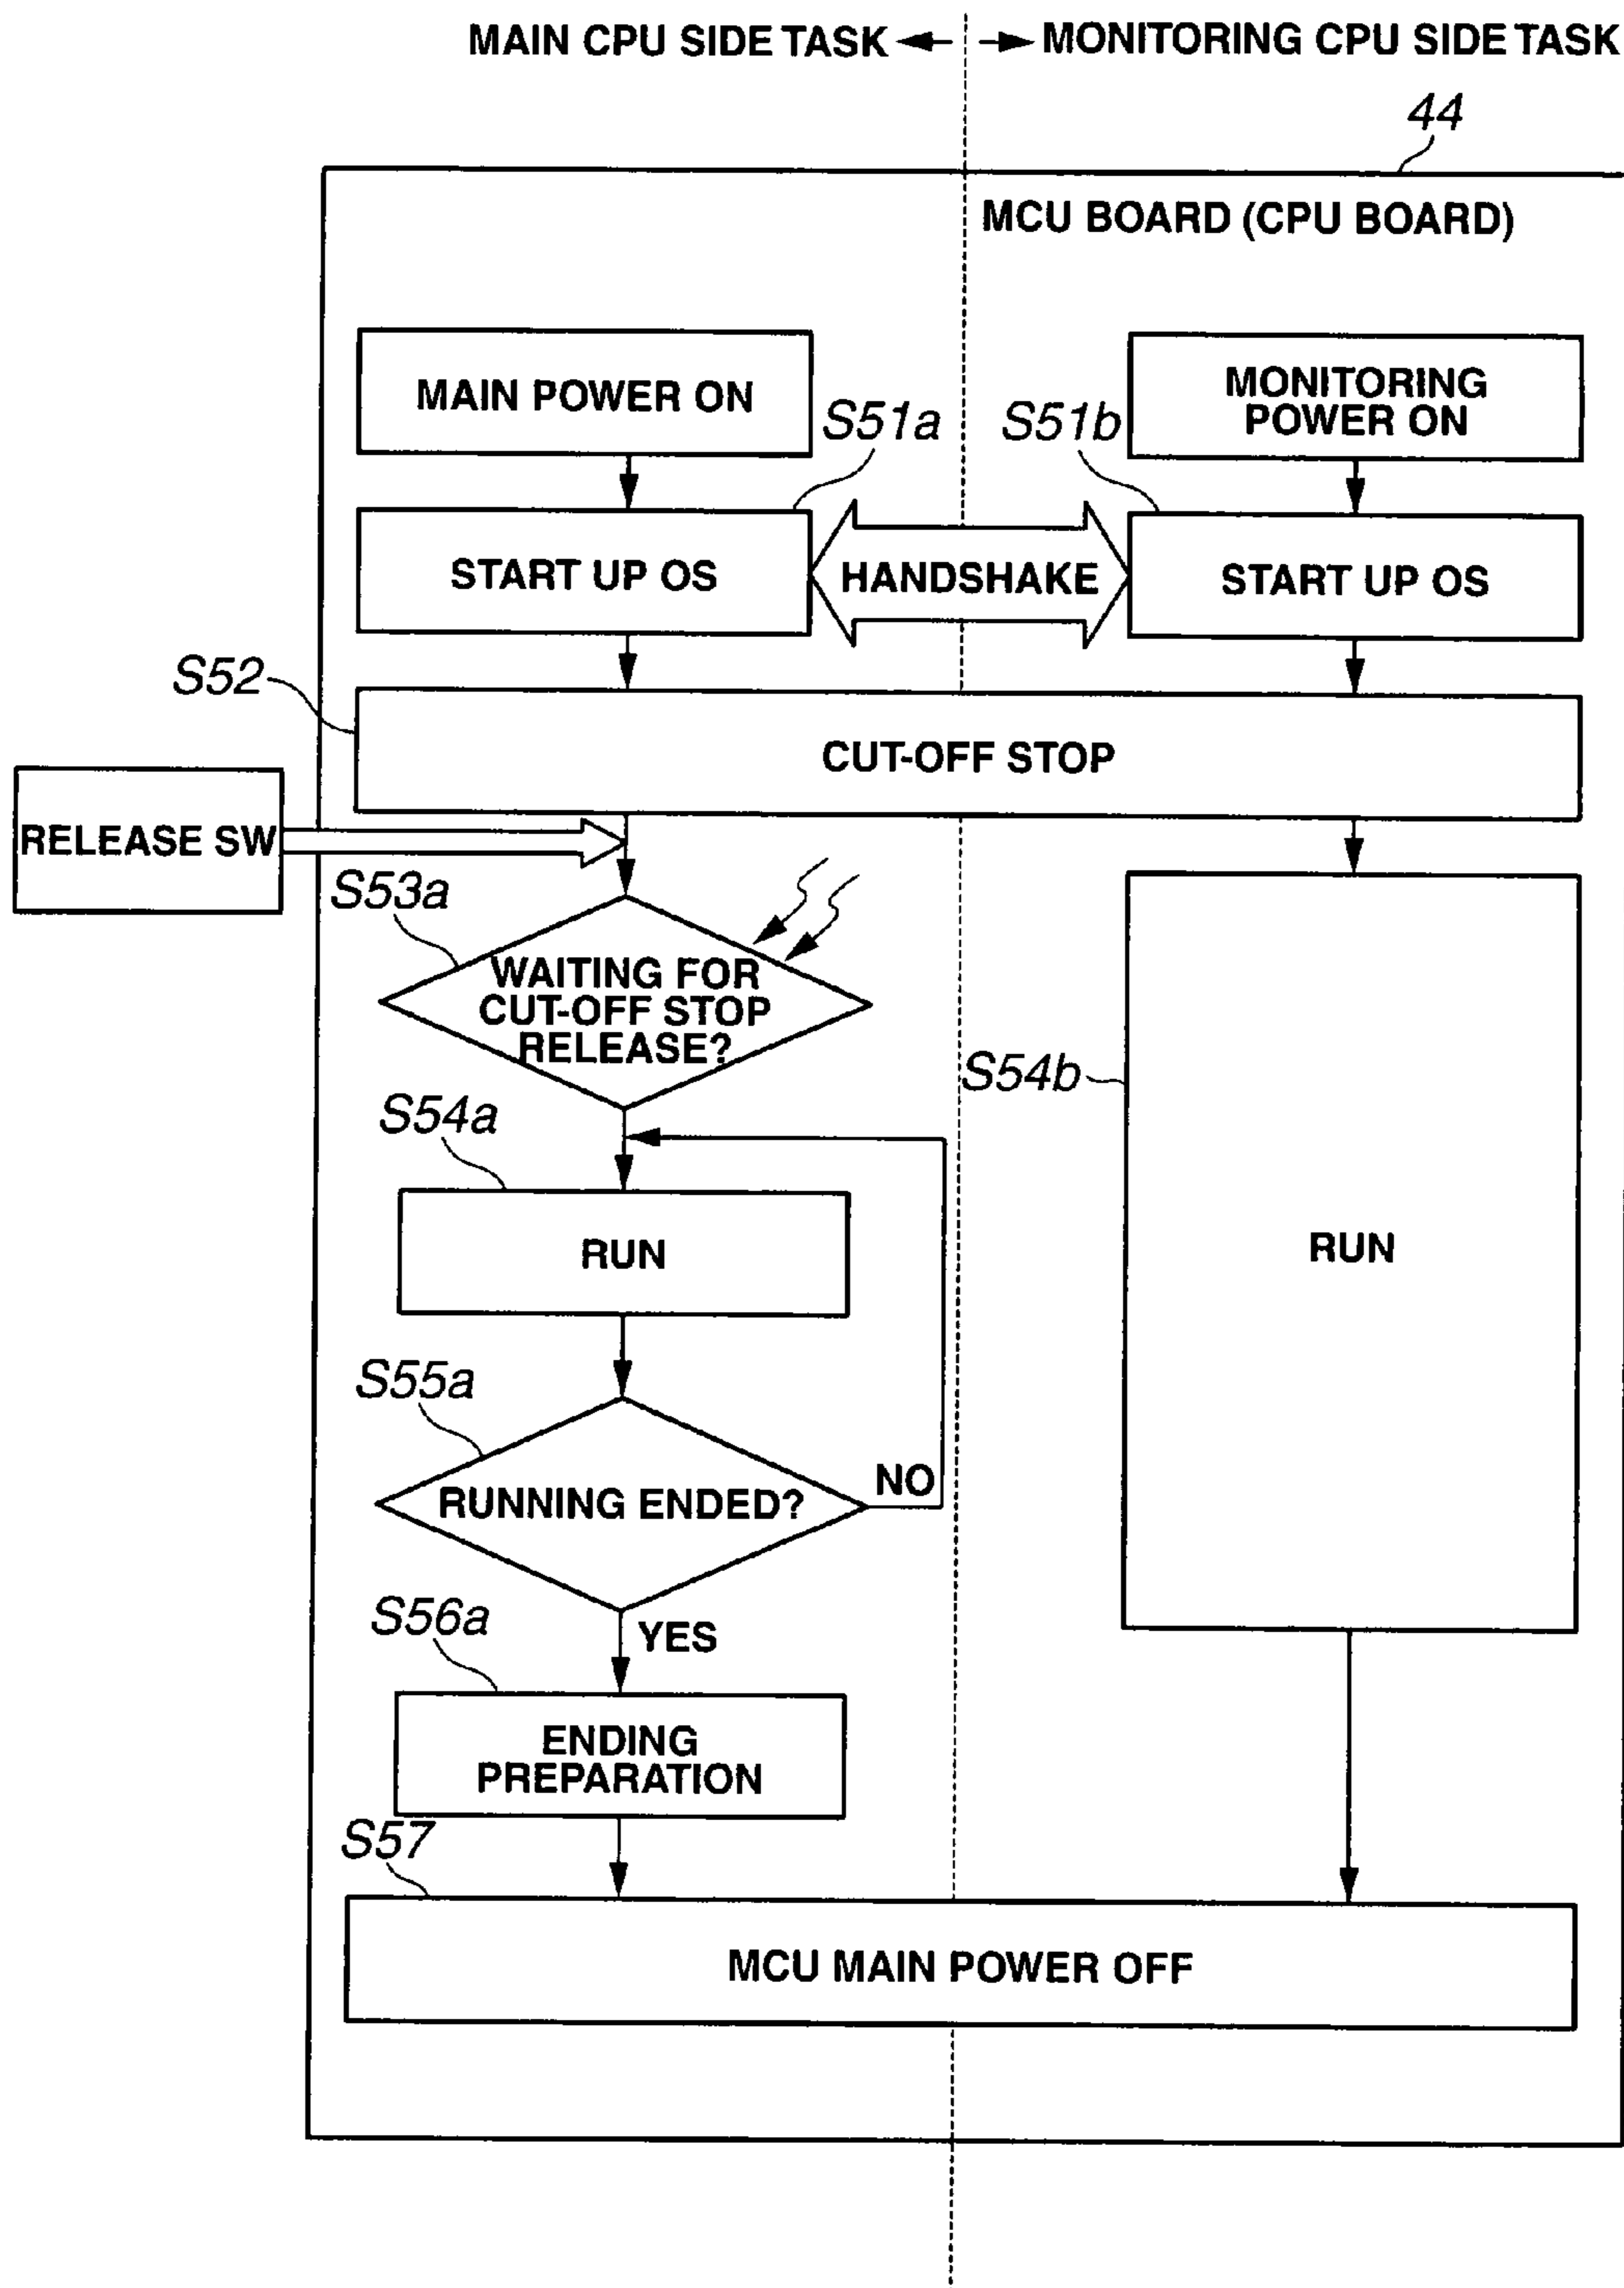 MAIN CPU SIDE TASK
MONITORING CPU SIDE TASK
44
MCU BOARD (CPU BOARD)
MAIN POWER ON
MONITORING
POWER ON
S51a
S51b
START UP OS
HANDSHAKE
START UP OS
S52
CUT-OFF STOP
RELEASE SW
S53a
WAITING FOR
CUT-OFF STOP
RELEASE?
S54b
S54a
RUN
RUN
S55a
RUNNING ENDED?
NO
S56a
YES
ENDING
PREPARATION
S57
MCU MAIN POWER OFF